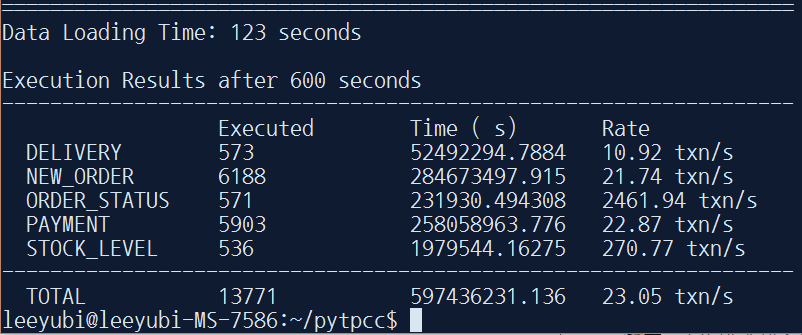 ==================================================================
Data Loading Time: 123 seconds
Execution Results after 600 seconds
------------------------------------------------------------------
Executed Time ( s) Rate
DELIVERY 573 52492294.7884 10.92 txn/s
NEW_ORDER 6188 284673497.915 21.74 txn/s
ORDER_STATUS 571 231930.494308 2461.94 txn/s
PAYMENT 5903 258058963.776 22.87 txn/s
STOCK_LEVEL 536 1979544.16275 270.77 txn/s
------------------------------------------------------------------
TOTAL 13771 597436231.136 23.05 txn/s
leeyubi@leeyubi-MS-7586:~/pytpcc$